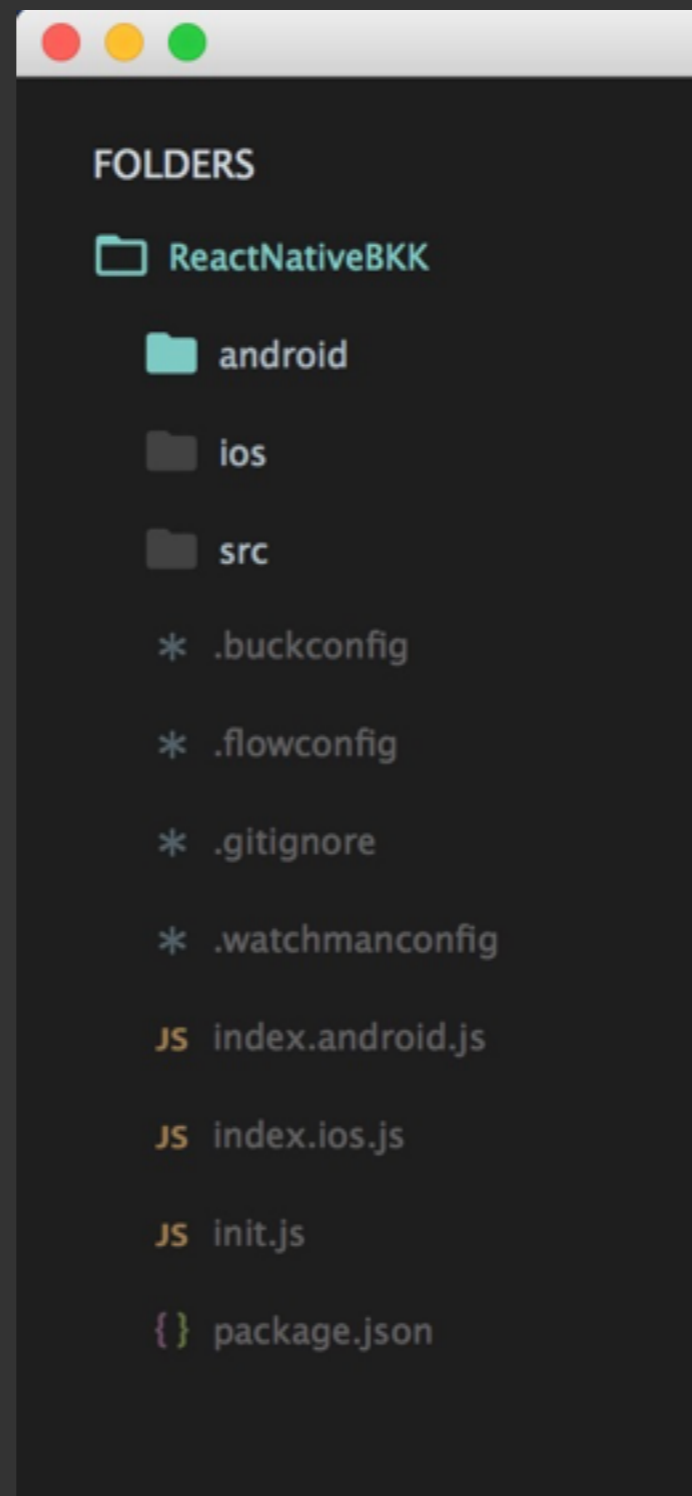 FOLDERS
ReactNativeBKK
android
ios
src
* .buckconfig
* .flowconfig
* .gitignore
* .watchmanconfig
JS index.android.js
JS index.ios.js
JS init.js
{ } package.json